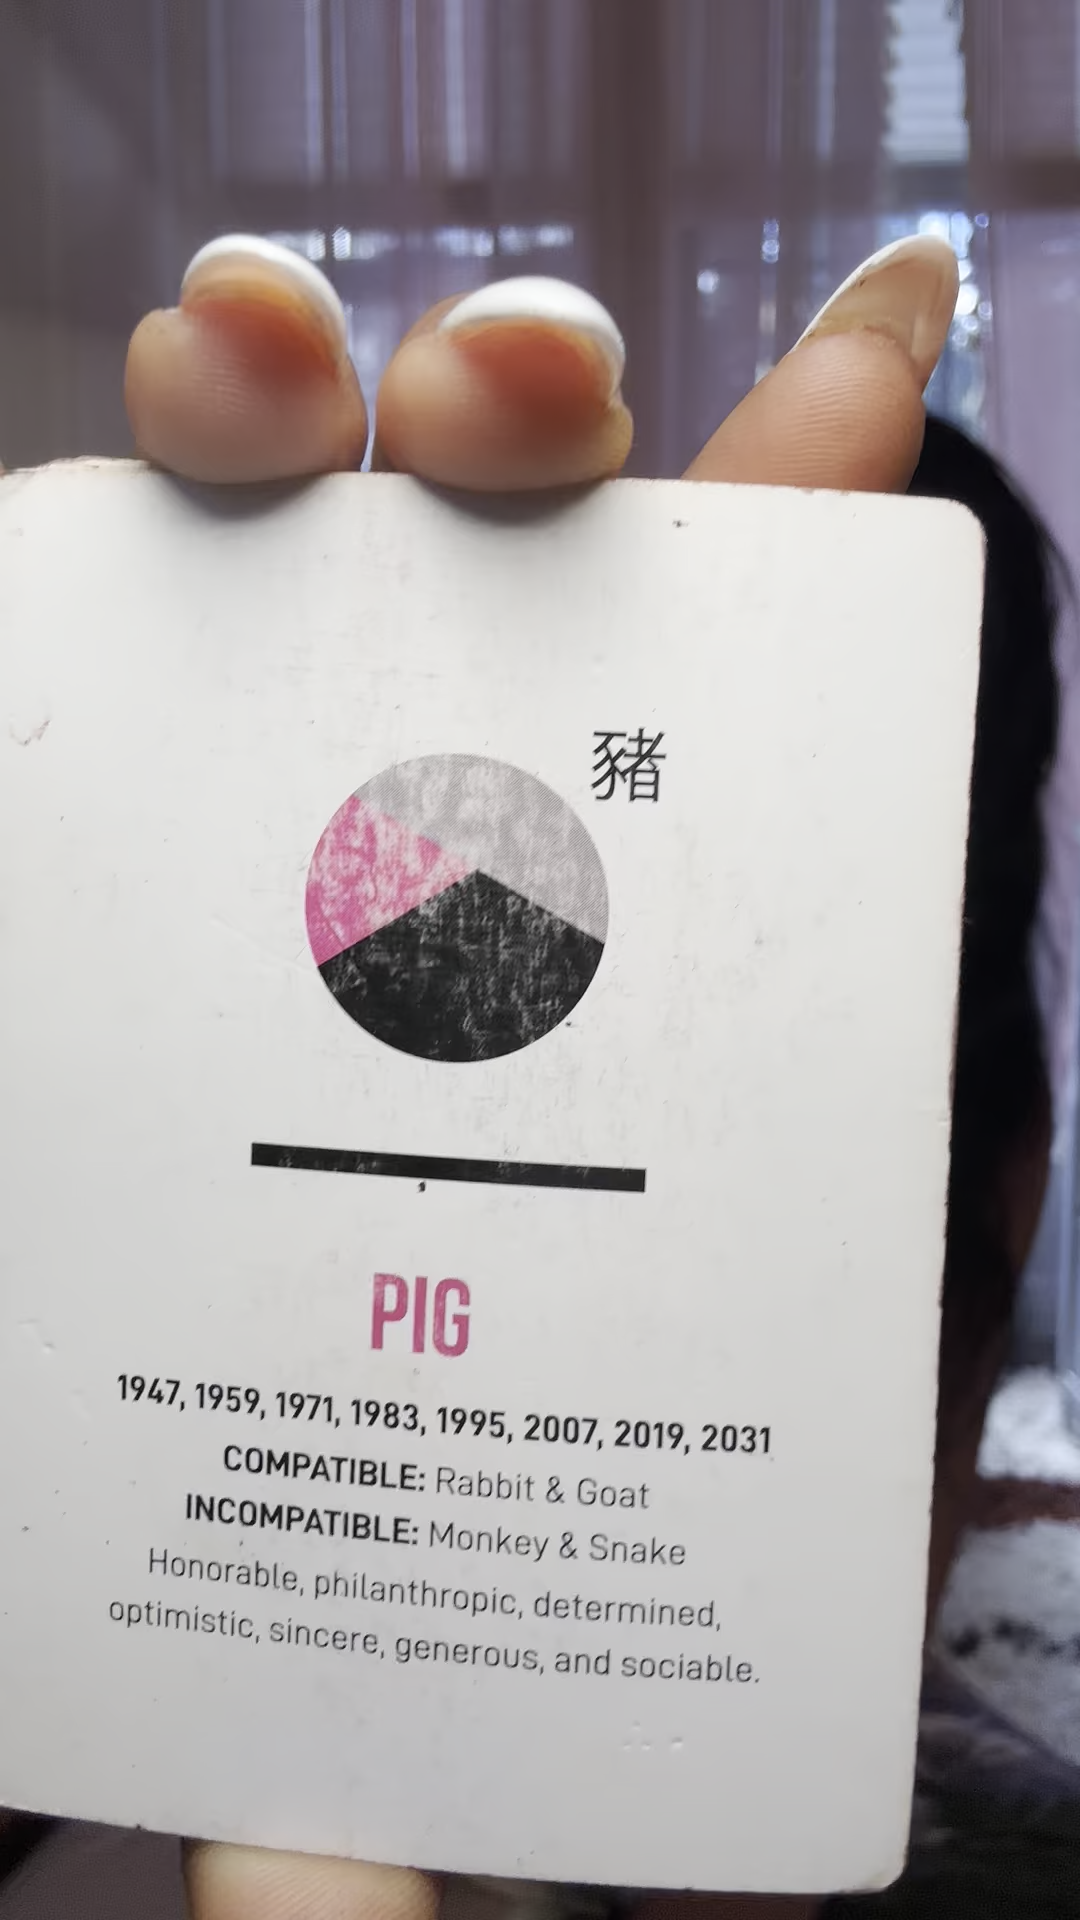 豬
PIG
1947, 1959, 1971, 1983, 1995, 2007, 2019, 2031
COMPATIBLE: Rabbit & Goat
INCOMPATIBLE: Monkey & Snake
Honorable, philanthropic, determined,
optimistic, sincere, generous, and sociable.